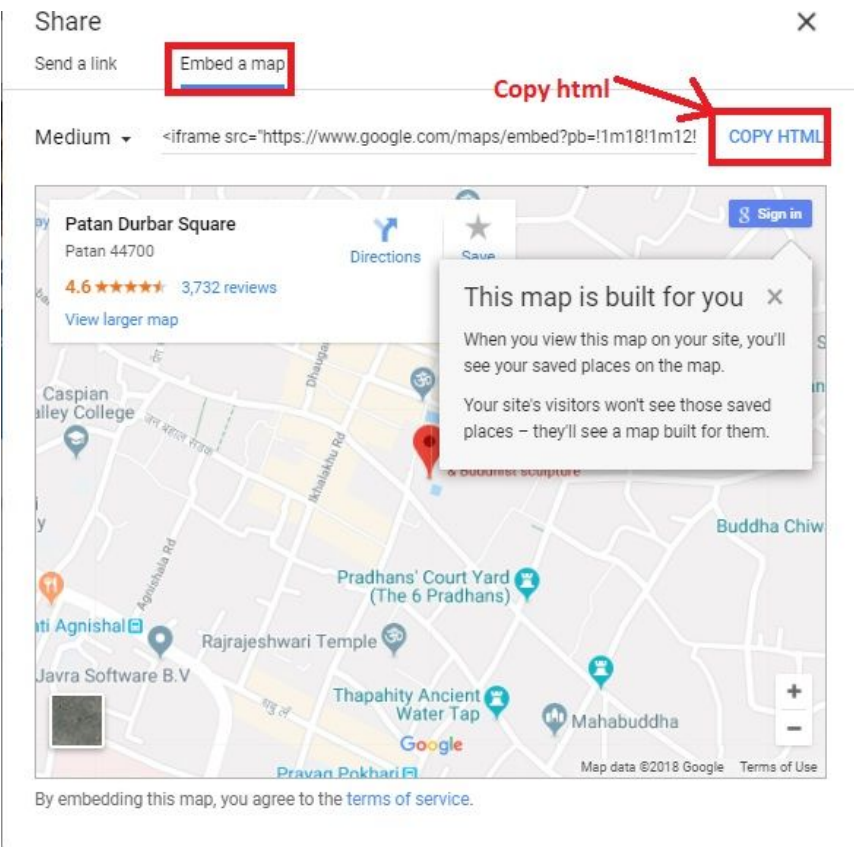 Share
Send a link
Embed a map
Copy html
Medium
<iframe src="https://www.google.com/maps/embed?pb=!1m18!1m12!
COPY HTML
Patan Durbar Square
Patan 44700
4.6
3,732 reviews
View larger map
Directions
Save
Sign in
This map is built for you
When you view this map on your site, you'll
see your saved places on the map.
Your site's visitors won't see those saved
places – they'll see a map built for them.
& Buddhist sculpture
Caspian
alley College
Ikhalakhu Rd
Buddha Chiw
Agnishala Rd
Pradhans' Court Yard
(The 6 Pradhans)
ati Agnishal
Rajrajeshwari Temple
Javra Software B.V
Thapahity Ancient
Water Tap
Mahabuddha
Google
Prayag Pokhari
Map data ©2018 Google
Terms of Use
By embedding this map, you agree to the terms of service.